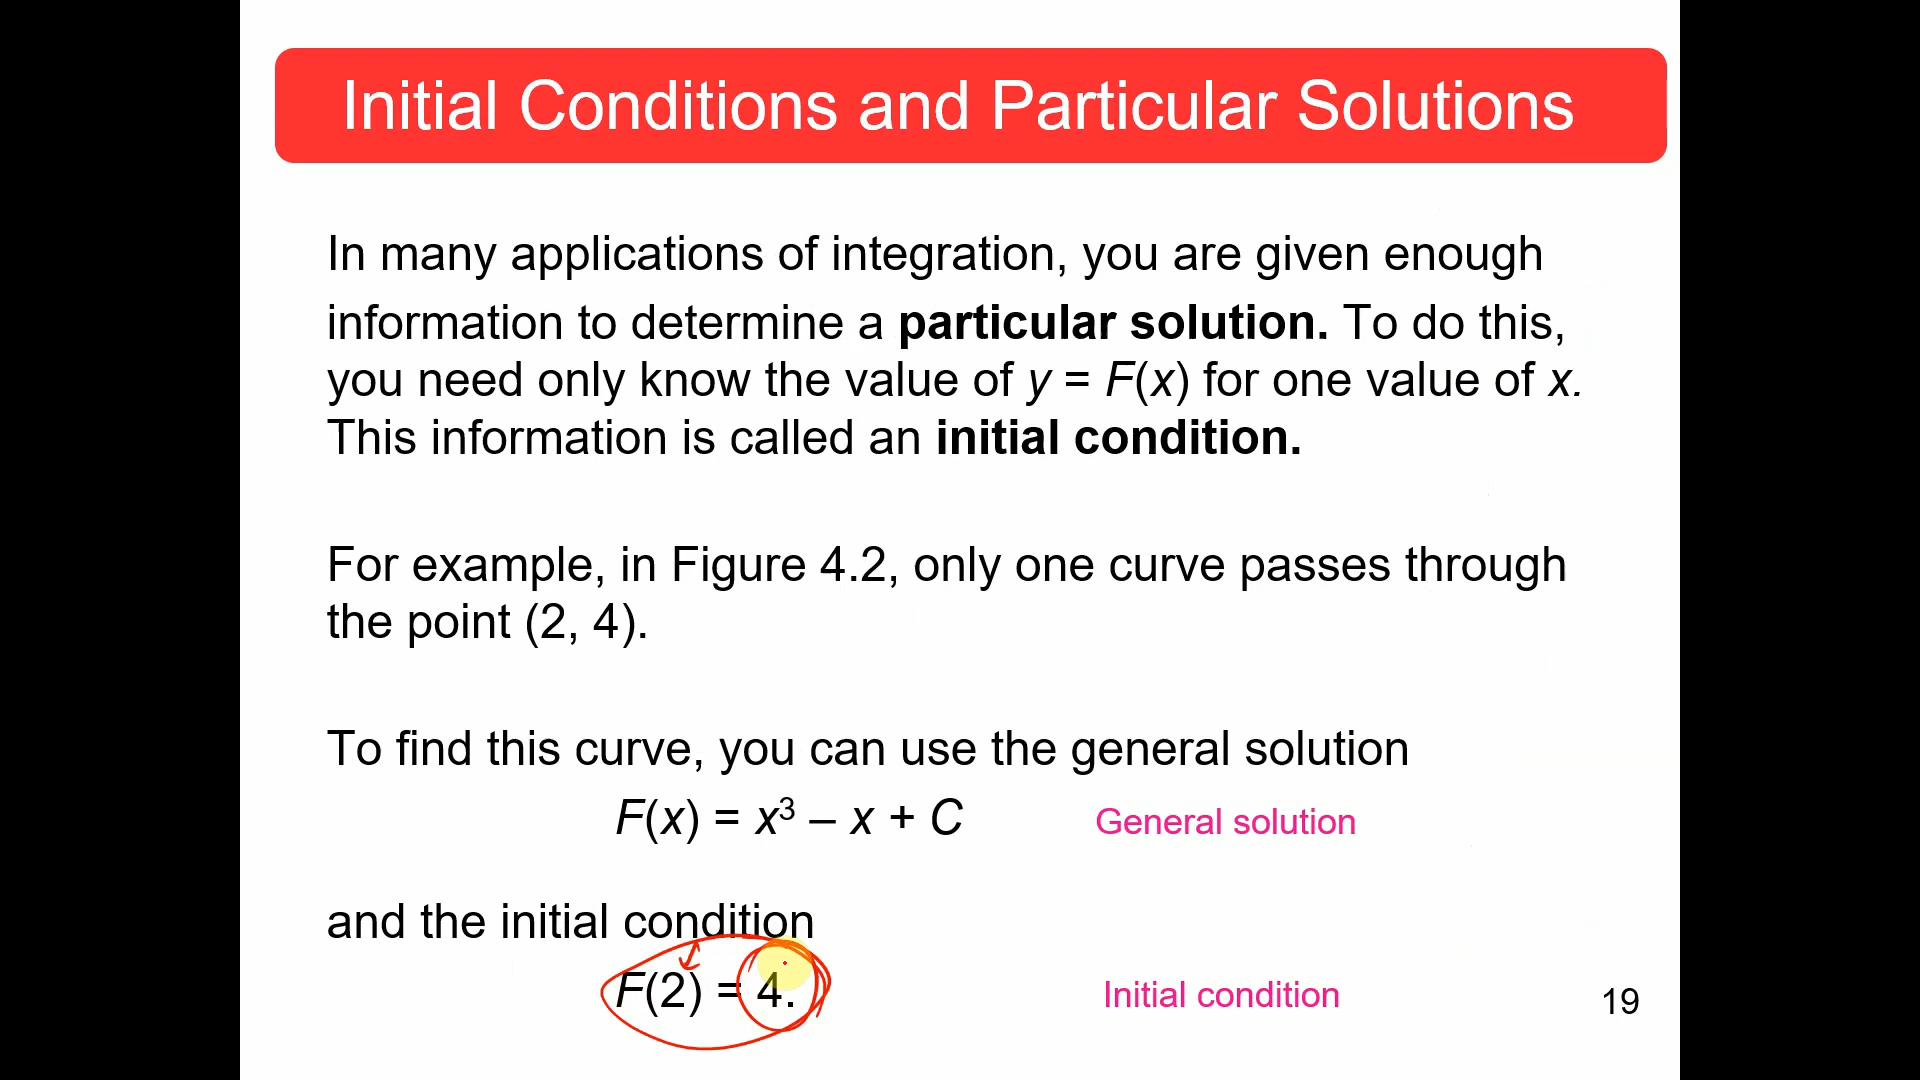 Initial Conditions and Particular Solutions
In many applications of integration, you are given enough
information to determine a particular solution. To do this,
you need only know the value of y = F(x) for one value of x.
This information is called an initial condition.
For example, in Figure 4.2, only one curve passes through
the point (2, 4).
To find this curve, you can use the general solution
F(x) = x³ – x + C General solution
and the initial condition
F(2) = 4. Initial condition
19